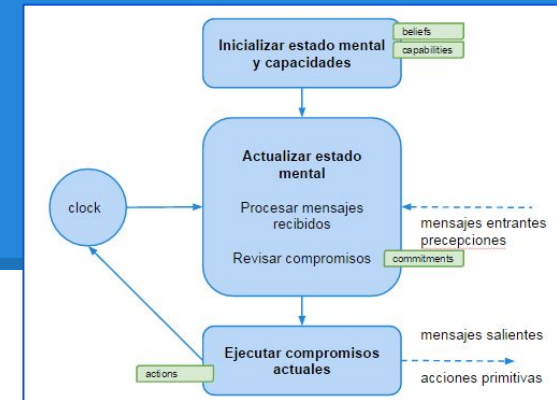 Inicializar estado mental
y capacidades
beliefs
capabilities
Actualizar estado
mental
Procesar mensajes
recibidos
Revisar compromisos
commitments
clock
mensajes entrantes
precepciones
Ejecutar compromisos
actuales
actions
mensajes salientes
acciones primitivas